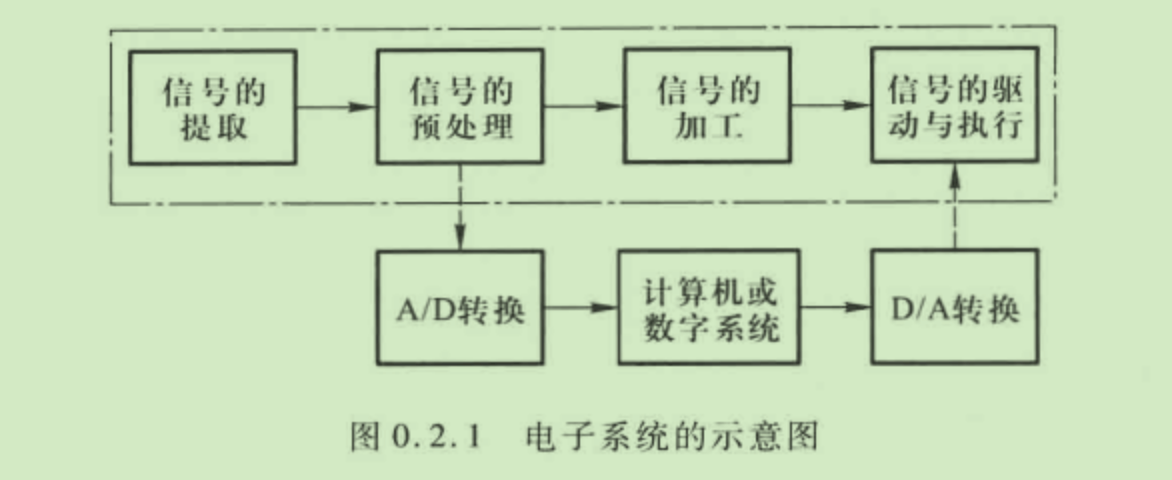 信号的
提取
信号的
预处理
信号的
加工
信号的驱
动与执行
A/D转换
计算机或
数字系统
D/A转换
图 0.2.1 电子系统的示意图